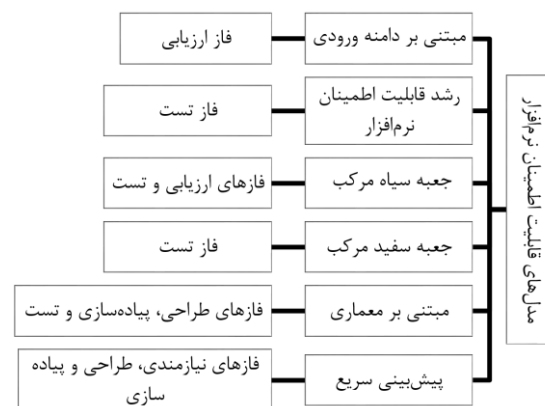 مدل‌های قابلیت اطمینان نرم‌افزار
مبتنی بر دامنه ورودی
فاز ارزیابی
رشد قابلیت اطمینان
نرم‌افزار
فاز تست
جعبه سیاه مرکب
فازهای ارزیابی و تست
جعبه سفید مرکب
فاز تست
مبتنی بر معماری
فازهای طراحی، پیاده‌سازی و تست
پیش‌بینی سریع
فازهای نیازمندی، طراحی و پیاده
سازی